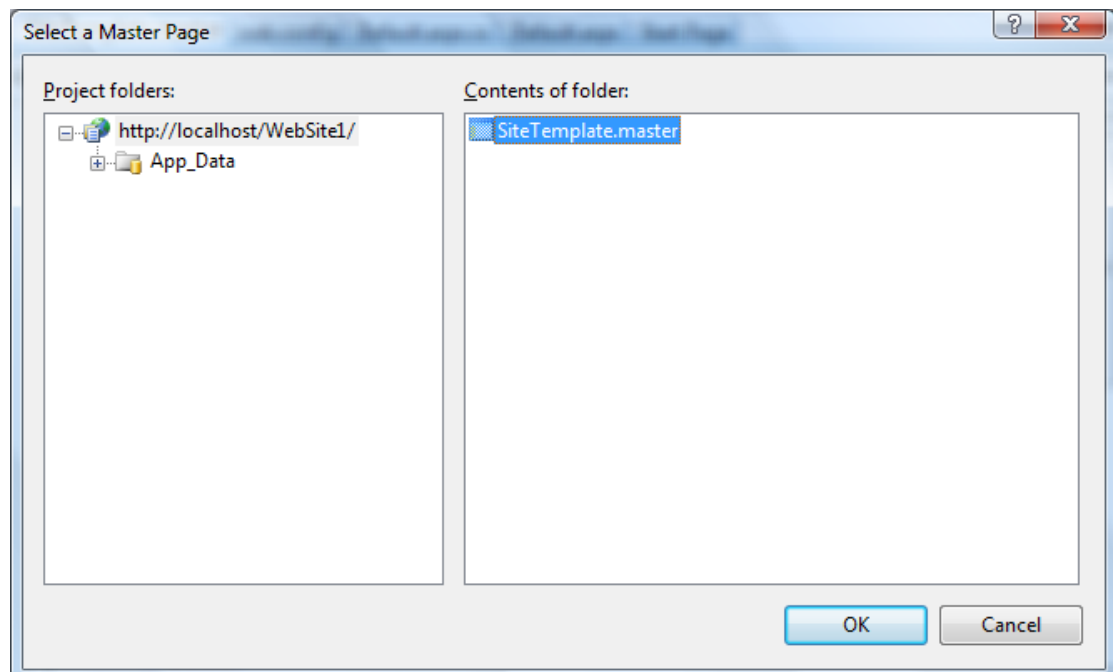 Select a Master Page
Project folders:
Contents of folder:
http://localhost/WebSite1/
SiteTemplate.master
App_Data
OK
Cancel